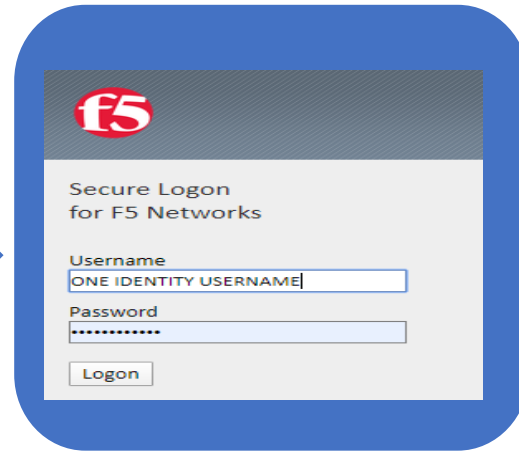 f5
Secure Logon
for F5 Networks
Username
ONE IDENTITY USERNAME
Password
••••••••••••
Logon